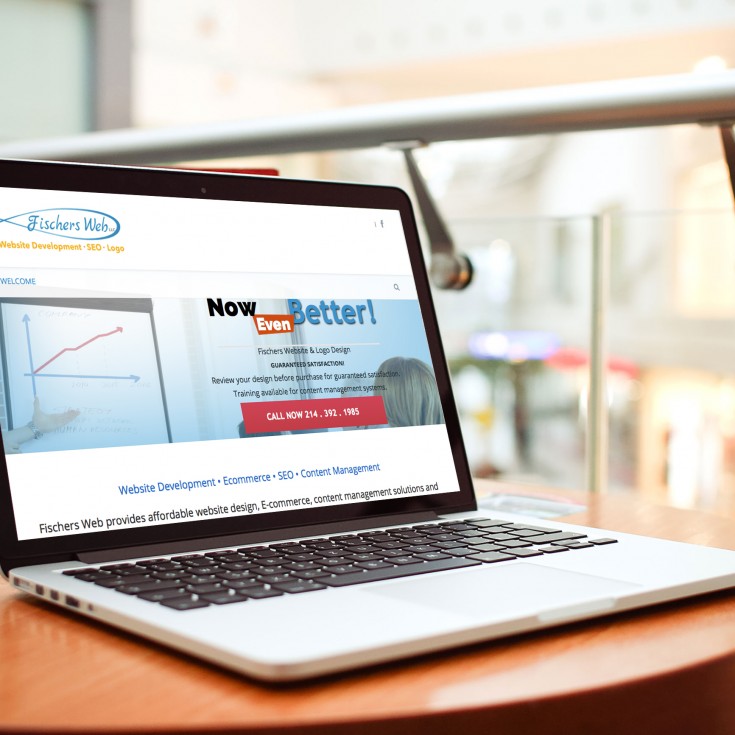 Fischers Web
Website Development • SEO • Logo
WELCOME
Now Even Better!
Fischers Website & Logo Design
GUARANTEED SATISFACTION!
Review your design before purchase for guaranteed satisfaction.
Training available for content management systems.
CALL NOW 214 . 392 . 1985
Website Development • Ecommerce • SEO • Content Management
Fischers Web provides affordable website design, E-commerce, content management solutions and